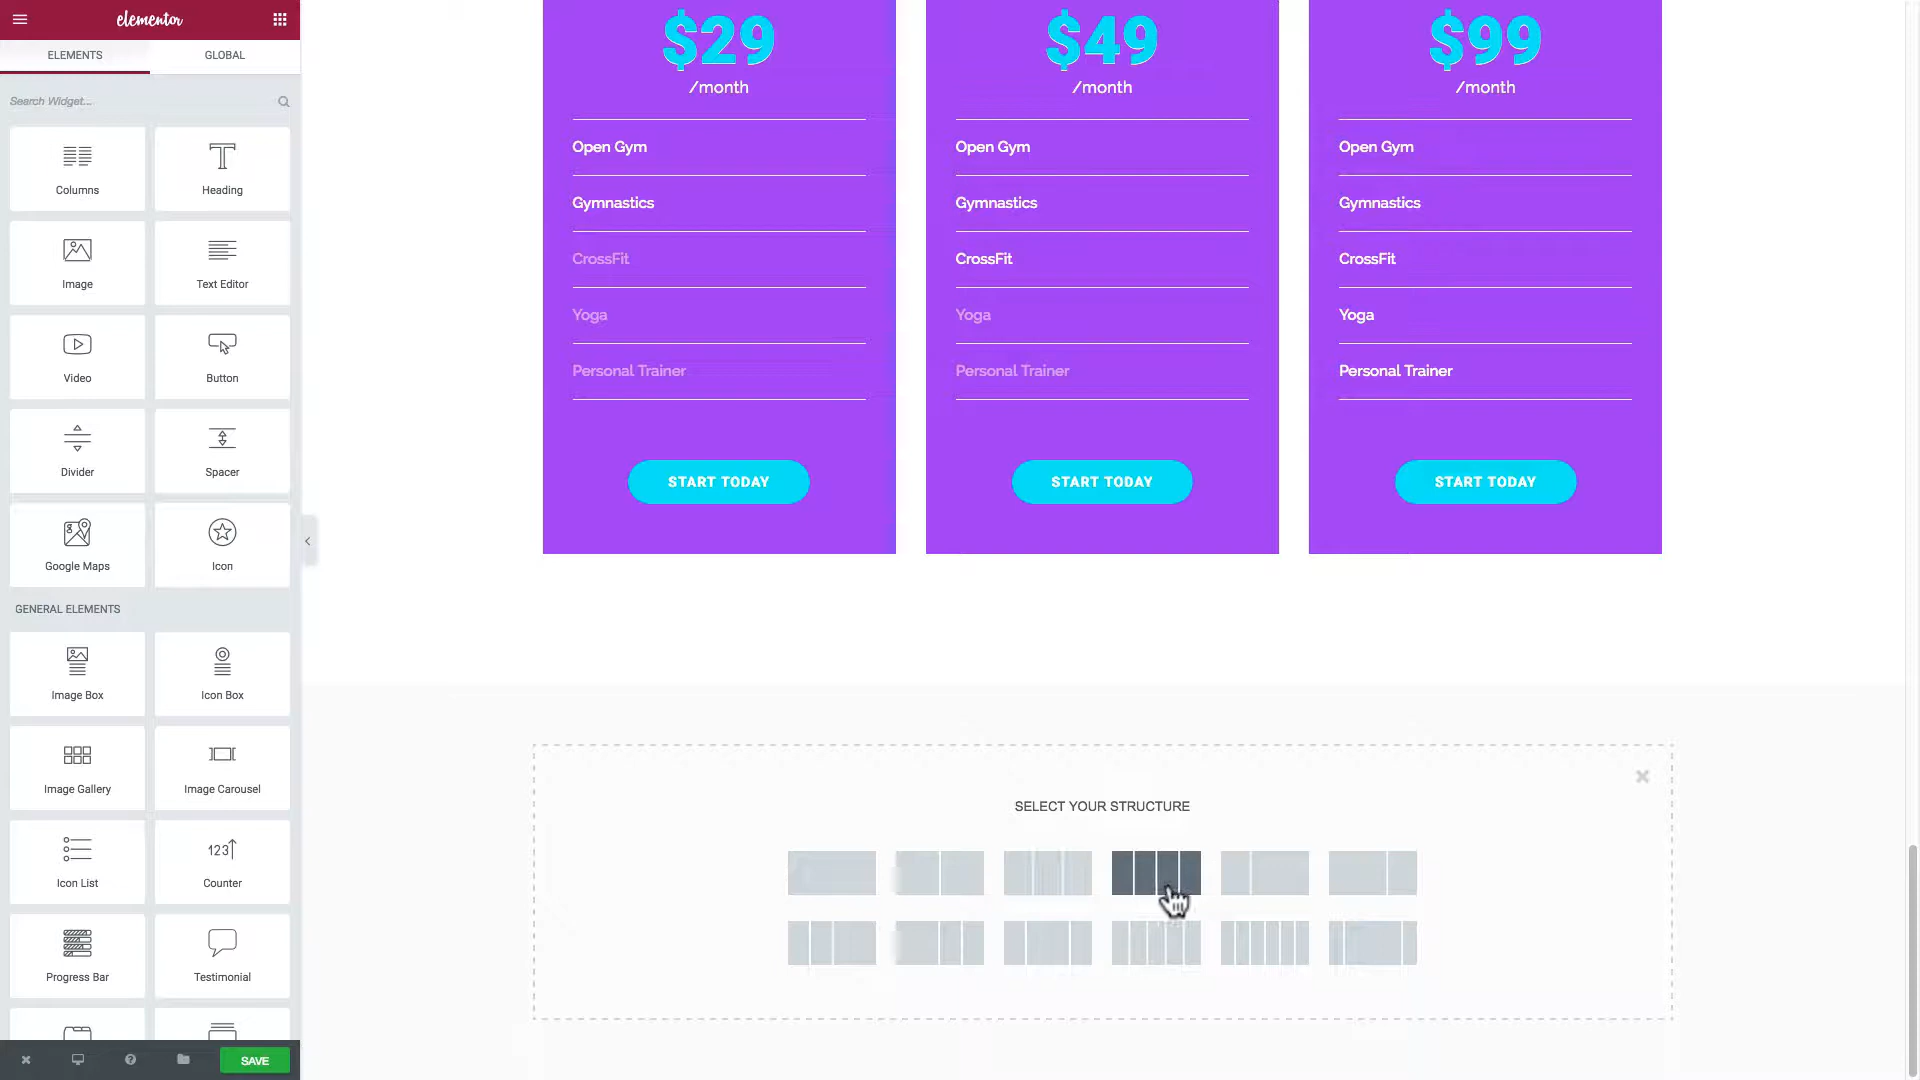 elementor
ELEMENTS
GLOBAL
Search Widget...
Columns
Heading
Image
Text Editor
Video
Button
Divider
Spacer
Google Maps
Icon
GENERAL ELEMENTS
Image Box
Icon Box
Image Gallery
Image Carousel
Icon List
123
Counter
Progress Bar
Testimonial
SAVE
$29
/month
Open Gym
Gymnastics
CrossFit
Yoga
Personal Trainer
START TODAY
$49
/month
Open Gym
Gymnastics
CrossFit
Yoga
Personal Trainer
START TODAY
$99
/month
Open Gym
Gymnastics
CrossFit
Yoga
Personal Trainer
START TODAY
SELECT YOUR STRUCTURE